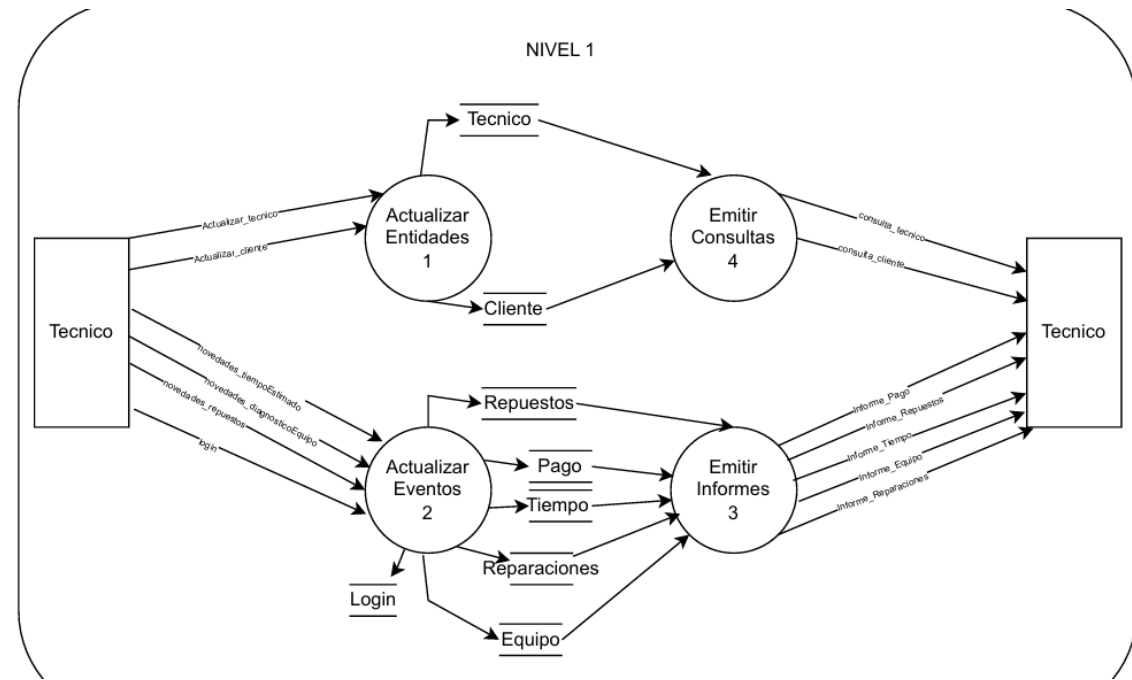 NIVEL 1
Tecnico
Actualizar_tecnico
Actualizar_cliente
Actualizar
Entidades
1
Tecnico
Cliente
Emitir
Consultas
4
consulta_tecnico
consulta_cliente
Tecnico
novedades_tiempoEstimado
novedades_diagnosticoEquipo
novedades_repuestos
login
Actualizar
Eventos
2
Repuestos
Pago
Tiempo
Reparaciones
Login
Equipo
Emitir
Informes
3
Informe_Pago
Informe_Repuestos
Informe_Tiempo
Informe_Equipo
Informe_Reparaciones